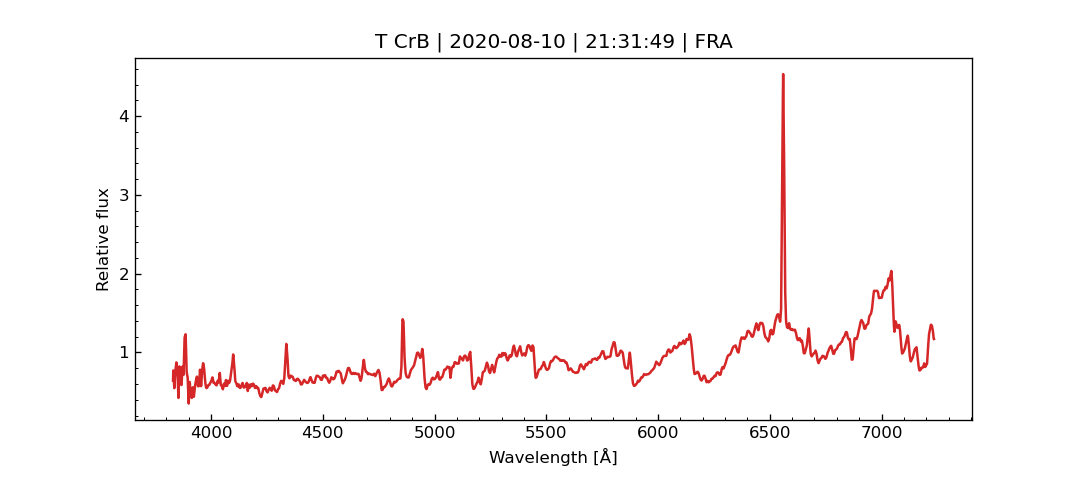 T CrB | 2020-08-10 | 21:31:49 | FRA
4
3
2
1
Relative flux
4000 4500 5000 5500 6000 6500 7000
Wavelength [Å]